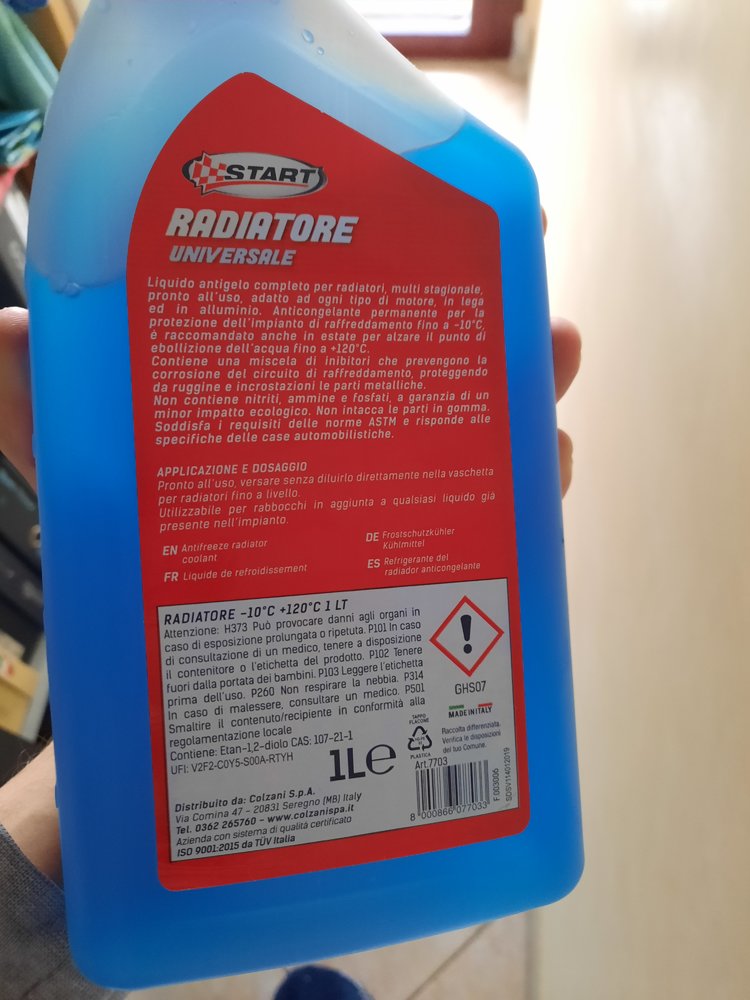 START
RADIATORE
UNIVERSALE
Liquido antigelo completo per radiatori, multi stagionale,
pronto all'uso, adatto ad ogni tipo di motore, in lega
ed in alluminio. Anticongelante permanente per la
protezione dell'impianto di raffreddamento fino a -10°C,
è raccomandato anche in estate per alzare il punto di
ebollizione dell'acqua fino a +120°C.
Contiene una miscela di inibitori che prevengono la
corrosione del circuito di raffreddamento, proteggendo
da ruggine e incrostazioni le parti metalliche.
Non contiene nitriti, ammine e fosfati, a garanzia di un
minor impatto ecologico. Non intacca le parti in gomma.
Soddisfa i requisiti delle norme ASTM e risponde alle
specifiche delle case automobilistiche.
APPLICAZIONE E DOSAGGIO
Pronto all'uso, versare senza diluirlo direttamente nella vaschetta
per radiatori fino a livello.
Utilizzabile per rabbocchi in aggiunta a qualsiasi liquido già
presente nell'impianto.
EN Antifreeze radiator
coolant
FR Liquide de refroidissement
DE Frostschutzkühler
Kühlmittel
ES Refrigerante del
radiador anticongelante
RADIATORE -10°C +120°C 1 LT
Attenzione: H373 Può provocare danni agli organi in
caso di esposizione prolungata o ripetuta. P101 In caso
di consultazione di un medico, tenere a disposizione
il contenitore o l'etichetta del prodotto. P102 Tenere
fuori dalla portata dei bambini. P103 Leggere l'etichetta
prima dell'uso. P260 Non respirare la nebbia. P314
In caso di malessere, consultare un medico. P501
Smaltire il contenuto/recipiente in conformità alla
regolamentazione locale
Contiene: Etan-1,2-diolo CAS: 107-21-1
UFI: V2F2-C0Y5-S00A-RTYH
1L e
Distribuito da: Colzani S.p.A.
Via Comina 47 - 20831 Seregno (MB) Italy
Tel. 0362 265760 - www.colzanispa.it
Azienda con sistema di qualità certificato
ISO 9001:2015 da TÜV Italia
GHS07
MADE IN ITALY
TAPPO
FLACONE
PLASTICA
Raccolta differenziata.
Verifica le disposizioni
del tuo Comune.
Art.7703
8 000866 077033
F.003005
SDSV114012019